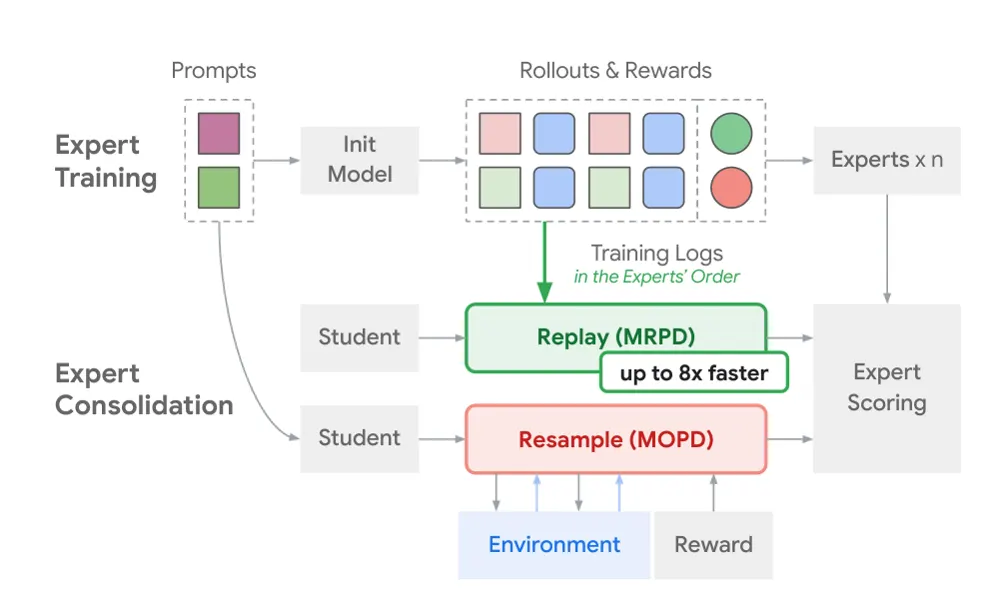 Prompts
Rollouts & Rewards
Expert
Training
Init
Model
Experts x n
Training Logs
in the Experts' Order
Student
Replay (MRPD)
up to 8x faster
Expert
Consolidation
Expert
Scoring
Student
Resample (MOPD)
Environment
Reward